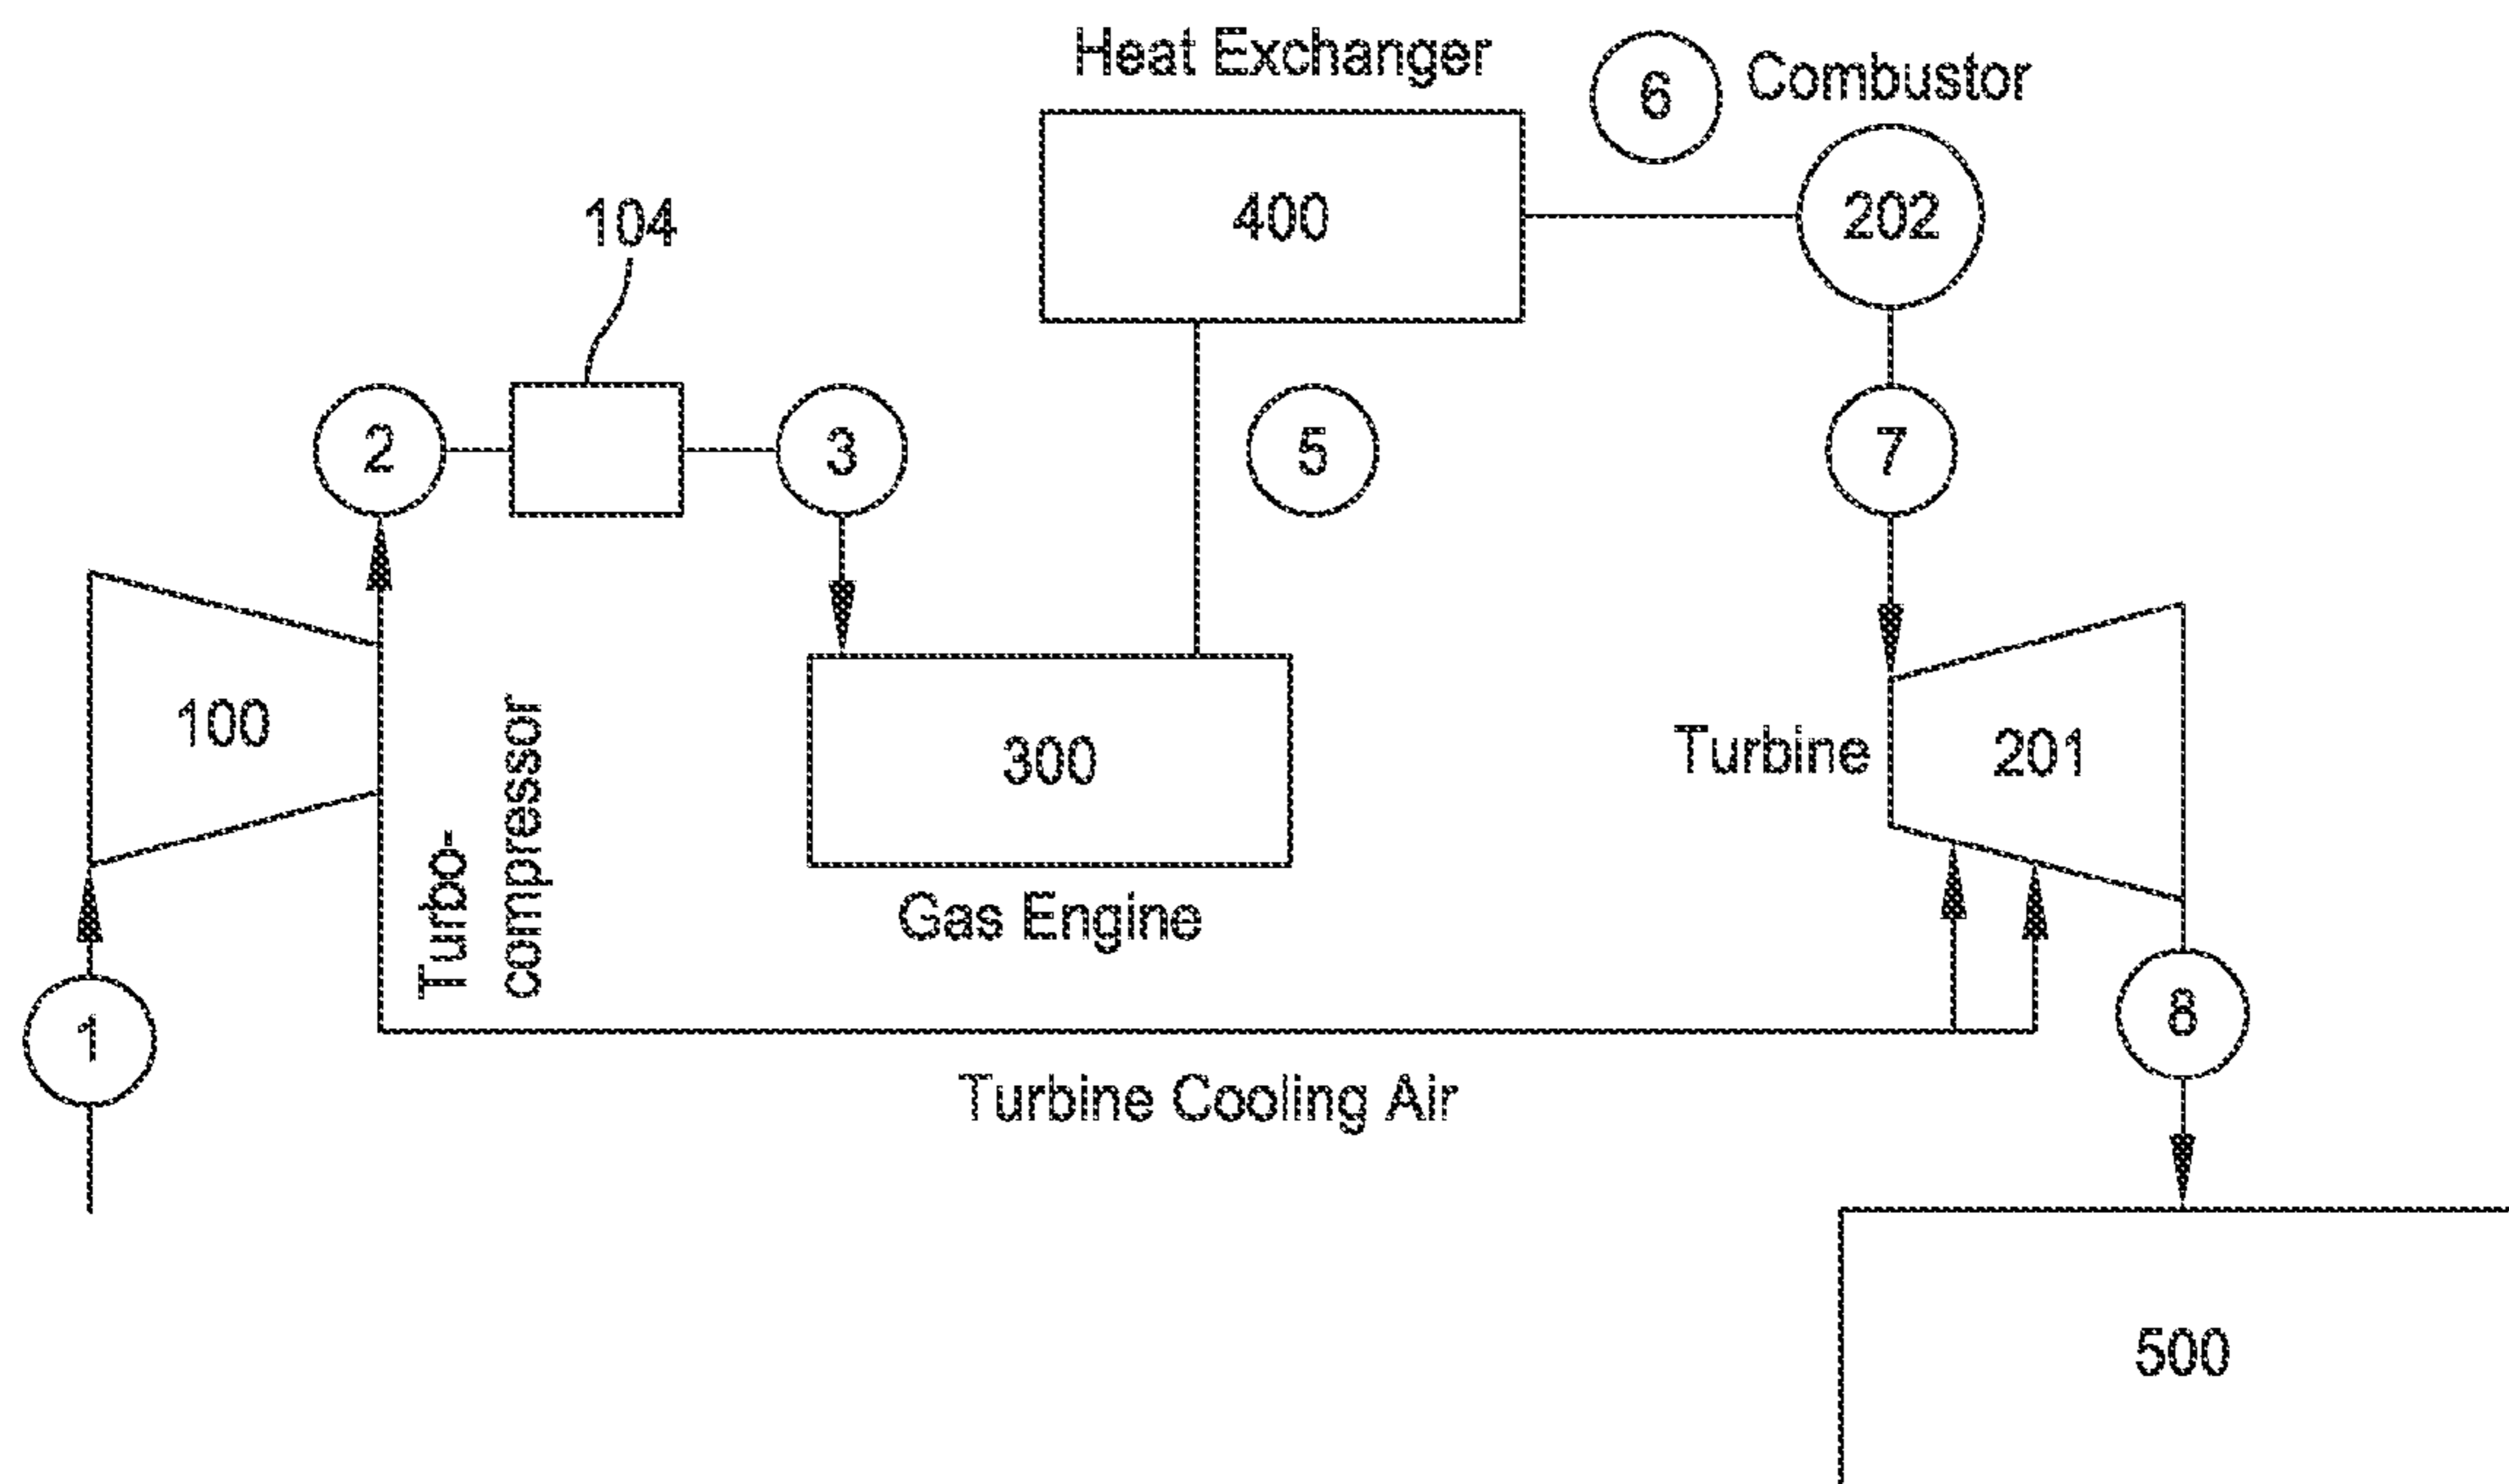 Heat Exchanger
6
Combustor
400
202
104
2
3
5
7
100
Turbo-
compressor
300
Turbine
201
Gas Engine
1
8
Turbine Cooling Air
500